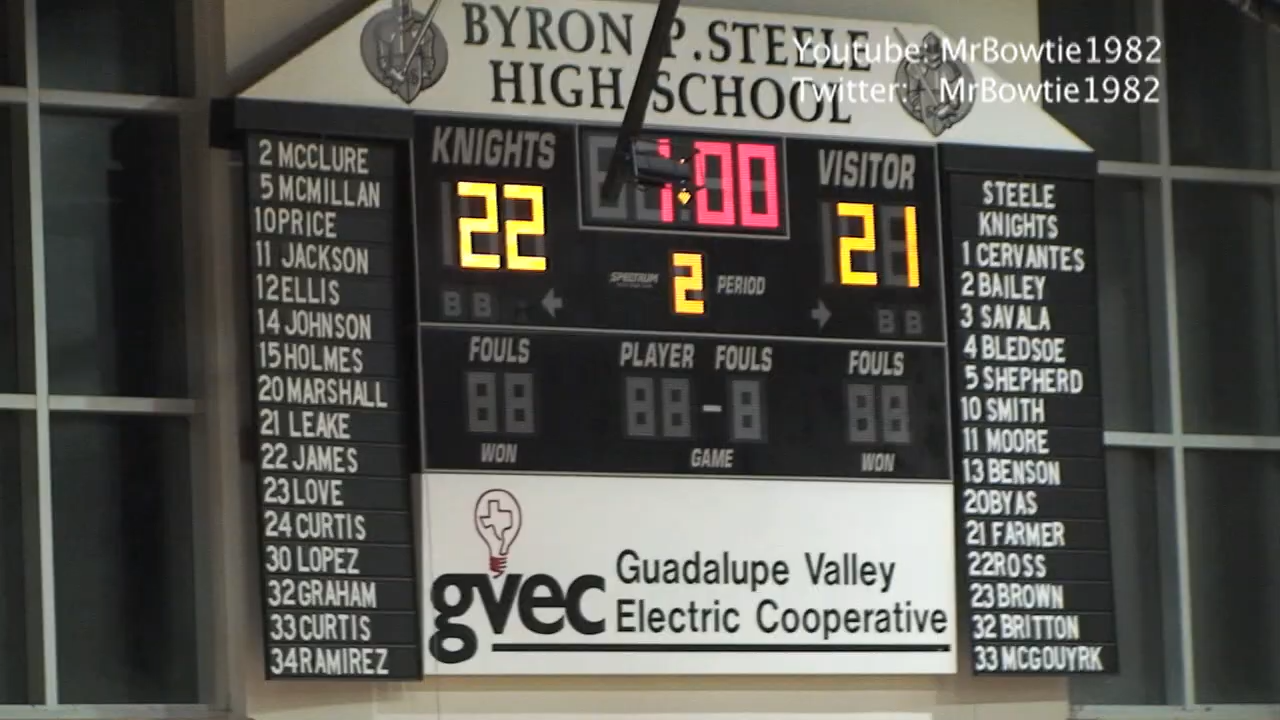 BYRON P. STEELE
HIGH SCHOOL
Youtube: MrBowtie1982
Twitter: MrBowtie1982
2 MCCLURE
5 MCMILLAN
10 PRICE
11 JACKSON
12 ELLIS
14 JOHNSON
15 HOLMES
20 MARSHALL
21 LEAKE
22 JAMES
23 LOVE
24 CURTIS
30 LOPEZ
32 GRAHAM
33 CURTIS
34 RAMIREZ
KNIGHTS
1:00
VISITOR
22
21
SPECTRUM
2 PERIOD
B B
B B
FOULS
PLAYER FOULS
FOULS
WON
GAME
WON
gvec
Guadalupe Valley
Electric Cooperative
STEELE
KNIGHTS
1 CERVANTES
2 BAILEY
3 SAVALA
4 BLEDSOE
5 SHEPHERD
10 SMITH
11 MOORE
13 BENSON
20 BYAS
21 FARMER
22 ROSS
23 BROWN
32 BRITTON
33 MCGOUYRK